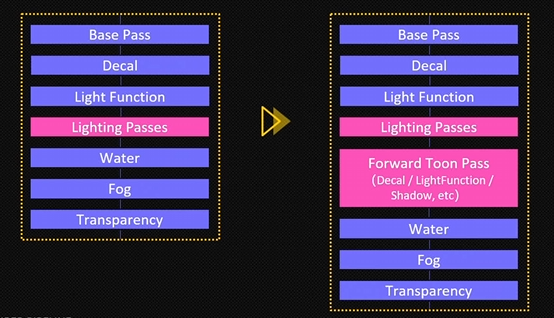 Base Pass
Decal
Light Function
Lighting Passes
Water
Fog
Transparency
Base Pass
Decal
Light Function
Lighting Passes
Forward Toon Pass
(Decal / LightFunction /
Shadow, etc)
Water
Fog
Transparency